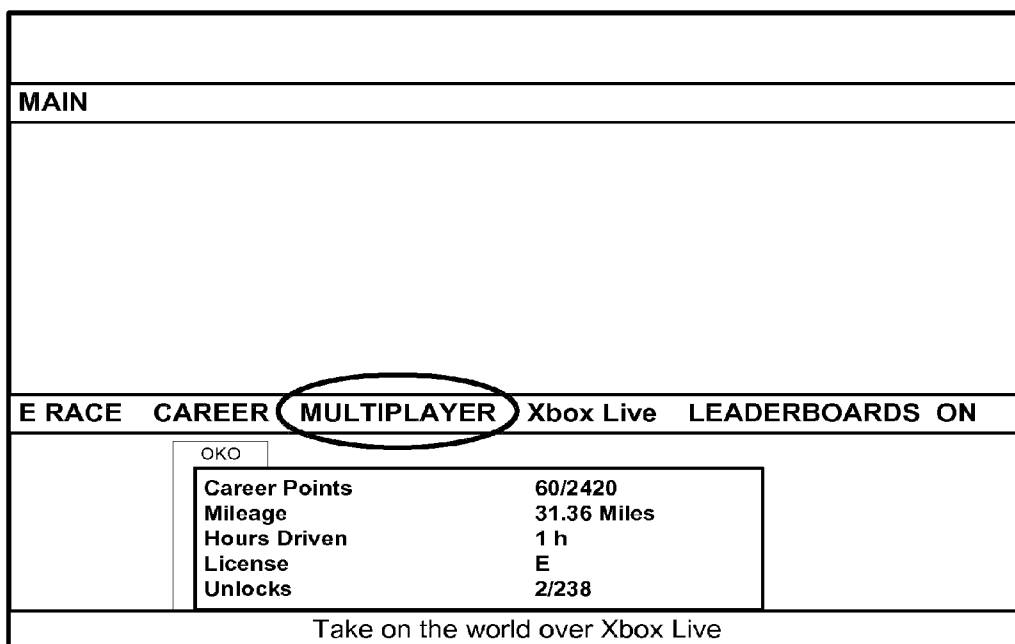 MAIN
E RACE CAREER MULTIPLAYER Xbox Live LEADERBOARDS ON
OKO
Career Points 60/2420
Mileage 31.36 Miles
Hours Driven 1 h
License E
Unlocks 2/238
Take on the world over Xbox Live